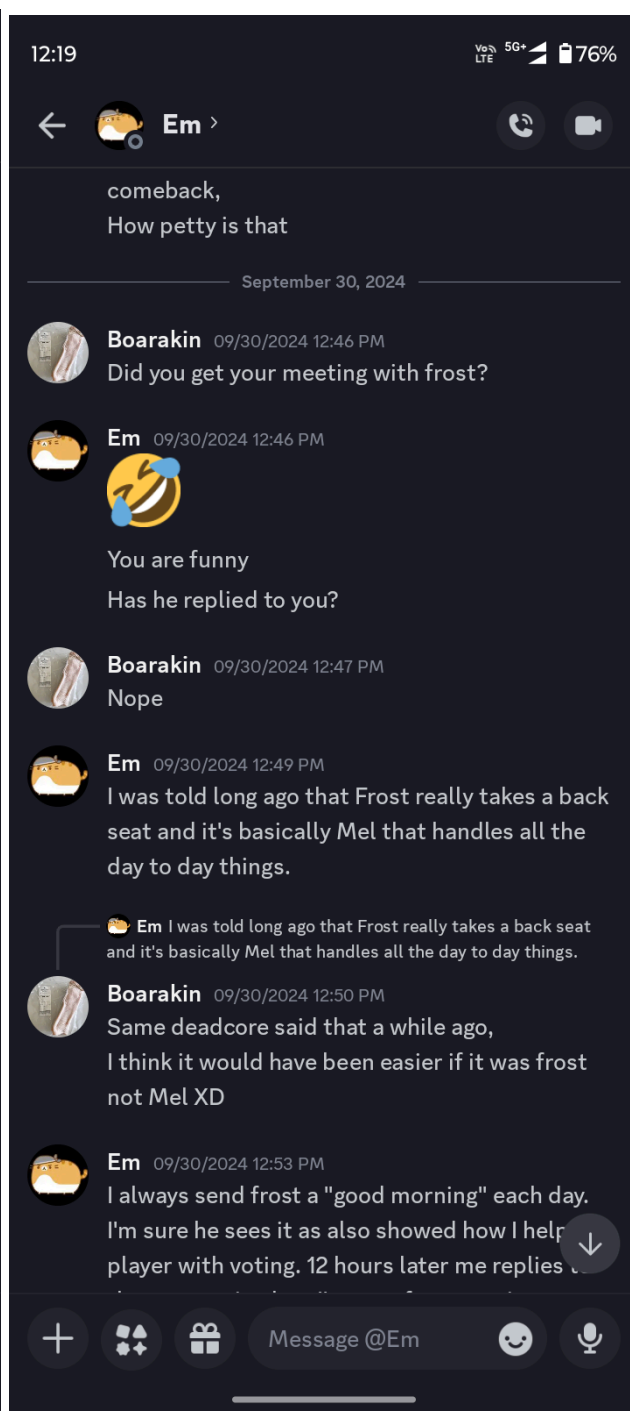 12:19
Vo LTE 5G+ 76%
Em
comeback,
How petty is that
September 30, 2024
Boarakin 09/30/2024 12:46 PM
Did you get your meeting with frost?
Em 09/30/2024 12:46 PM
You are funny
Has he replied to you?
Boarakin 09/30/2024 12:47 PM
Nope
Em 09/30/2024 12:49 PM
I was told long ago that Frost really takes a back
seat and it's basically Mel that handles all the
day to day things.
Em I was told long ago that Frost really takes a back seat
and it's basically Mel that handles all the day to day things.
Boarakin 09/30/2024 12:50 PM
Same deadcore said that a while ago,
I think it would have been easier if it was frost
not Mel XD
Em 09/30/2024 12:53 PM
I always send frost a "good morning" each day.
I'm sure he sees it as also showed how I help
player with voting. 12 hours later me replies
Message @Em